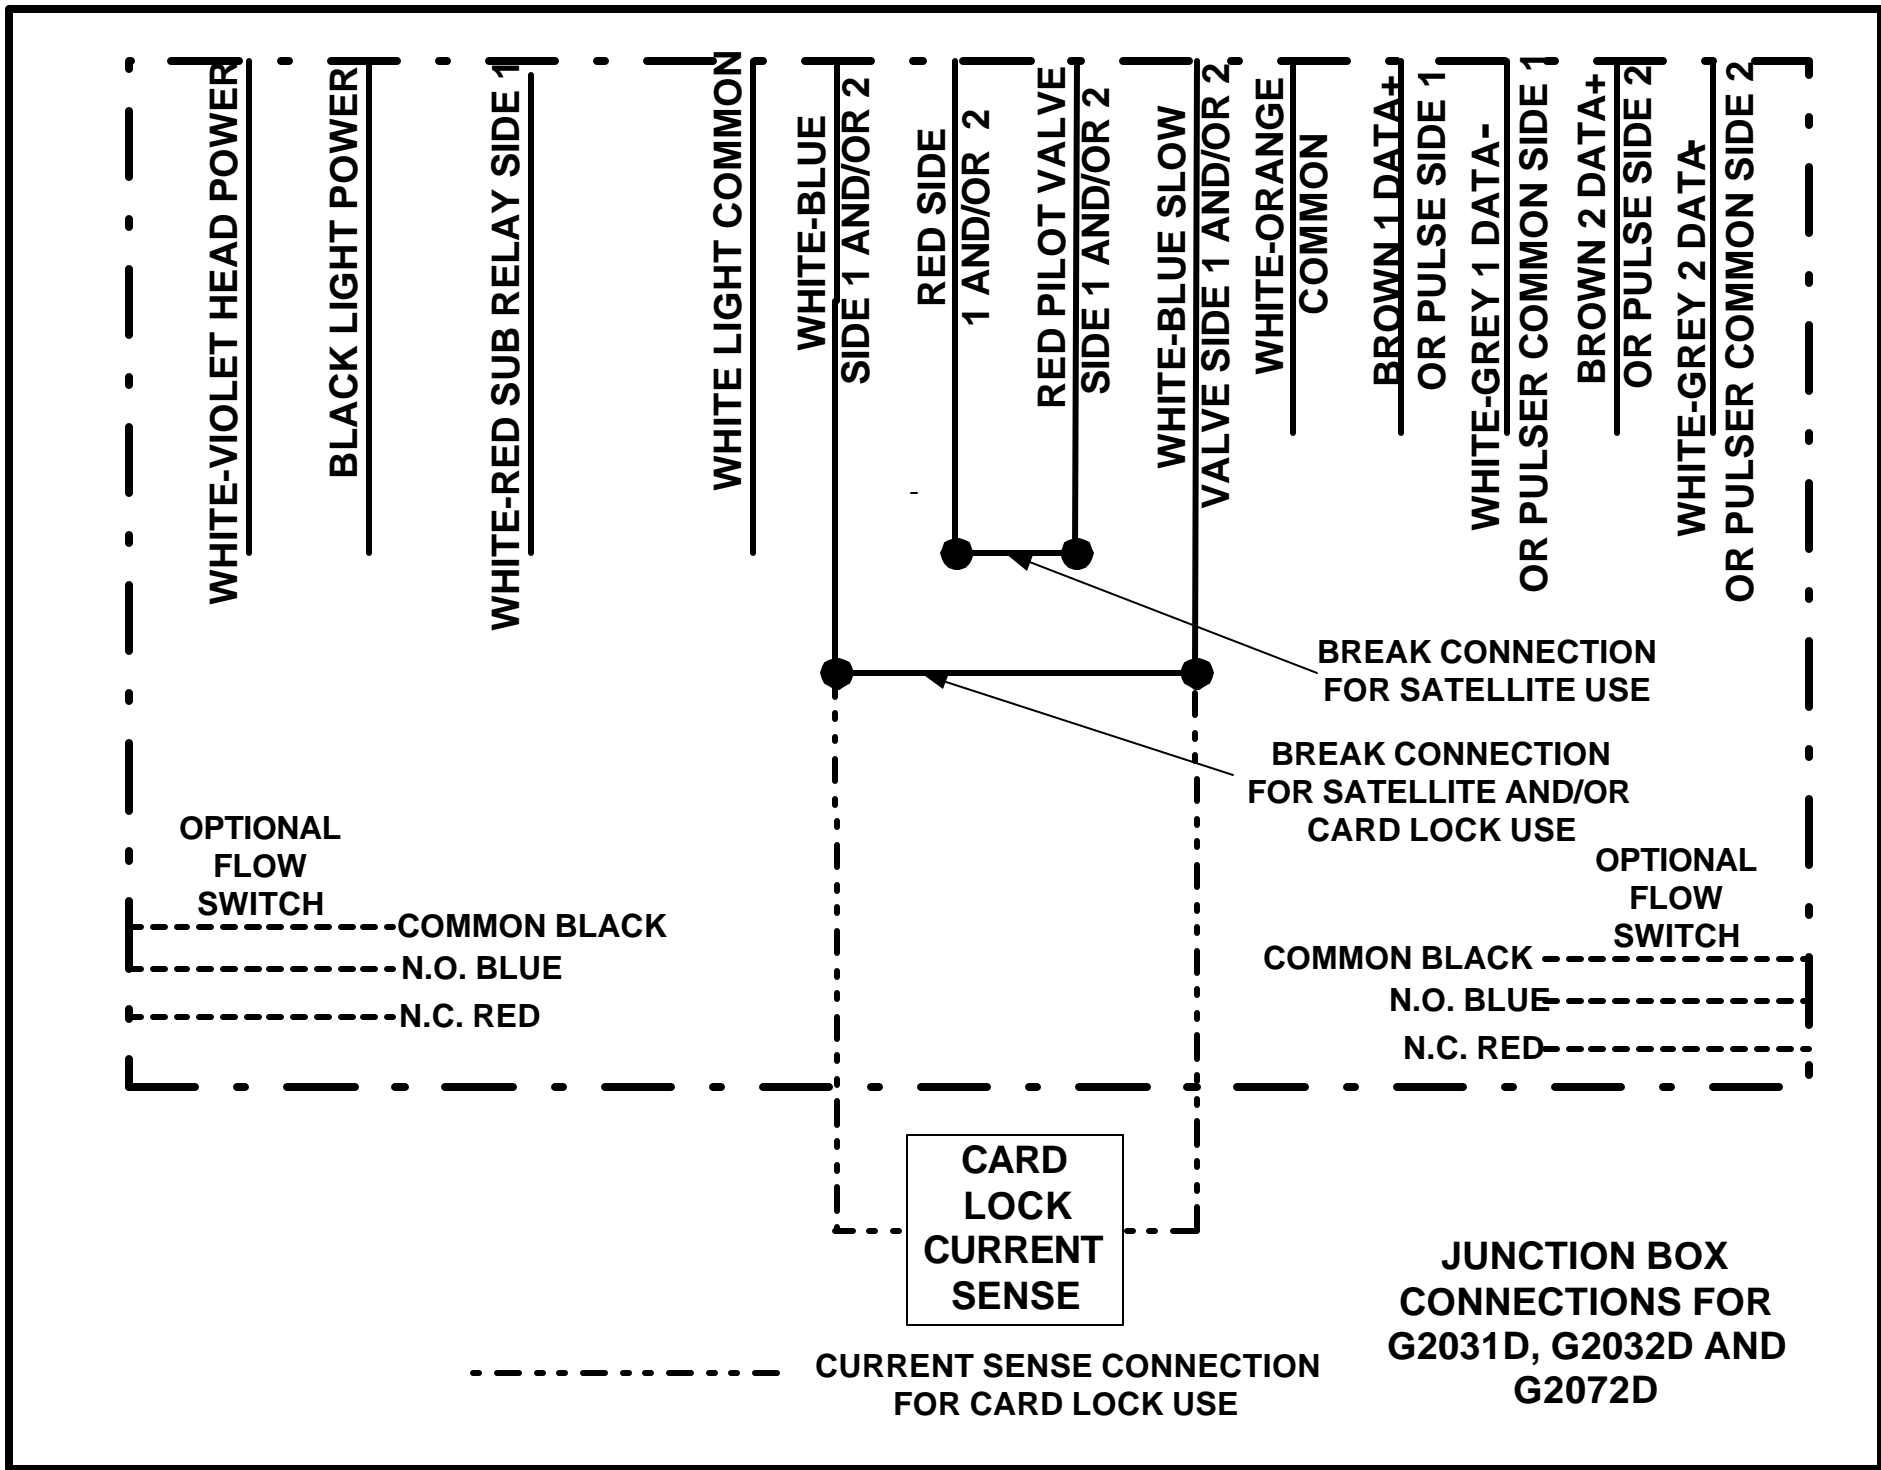 WHITE-VIOLET HEAD POWER
BLACK LIGHT POWER
WHITE-RED SUB RELAY SIDE 1
WHITE LIGHT COMMON
WHITE-BLUE
SIDE 1 AND/OR 2
RED SIDE
1 AND/OR 2
RED PILOT VALVE
SIDE 1 AND/OR 2
WHITE-BLUE SLOW
VALVE SIDE 1 AND/OR 2
WHITE-ORANGE
COMMON
BROWN 1 DATA+
OR PULSE SIDE 1
WHITE-GREY 1 DATA-
OR PULSER COMMON SIDE 1
BROWN 2 DATA+
OR PULSE SIDE 2
WHITE-GREY 2 DATA-
OR PULSER COMMON SIDE 2
BREAK CONNECTION
FOR SATELLITE USE
BREAK CONNECTION
FOR SATELLITE AND/OR
CARD LOCK USE
OPTIONAL
FLOW
SWITCH
COMMON BLACK
N.O. BLUE
N.C. RED
OPTIONAL
FLOW
SWITCH
COMMON BLACK
N.O. BLUE
N.C. RED
CARD
LOCK
CURRENT
SENSE
CURRENT SENSE CONNECTION
FOR CARD LOCK USE
JUNCTION BOX
CONNECTIONS FOR
G2031D, G2032D AND
G2072D